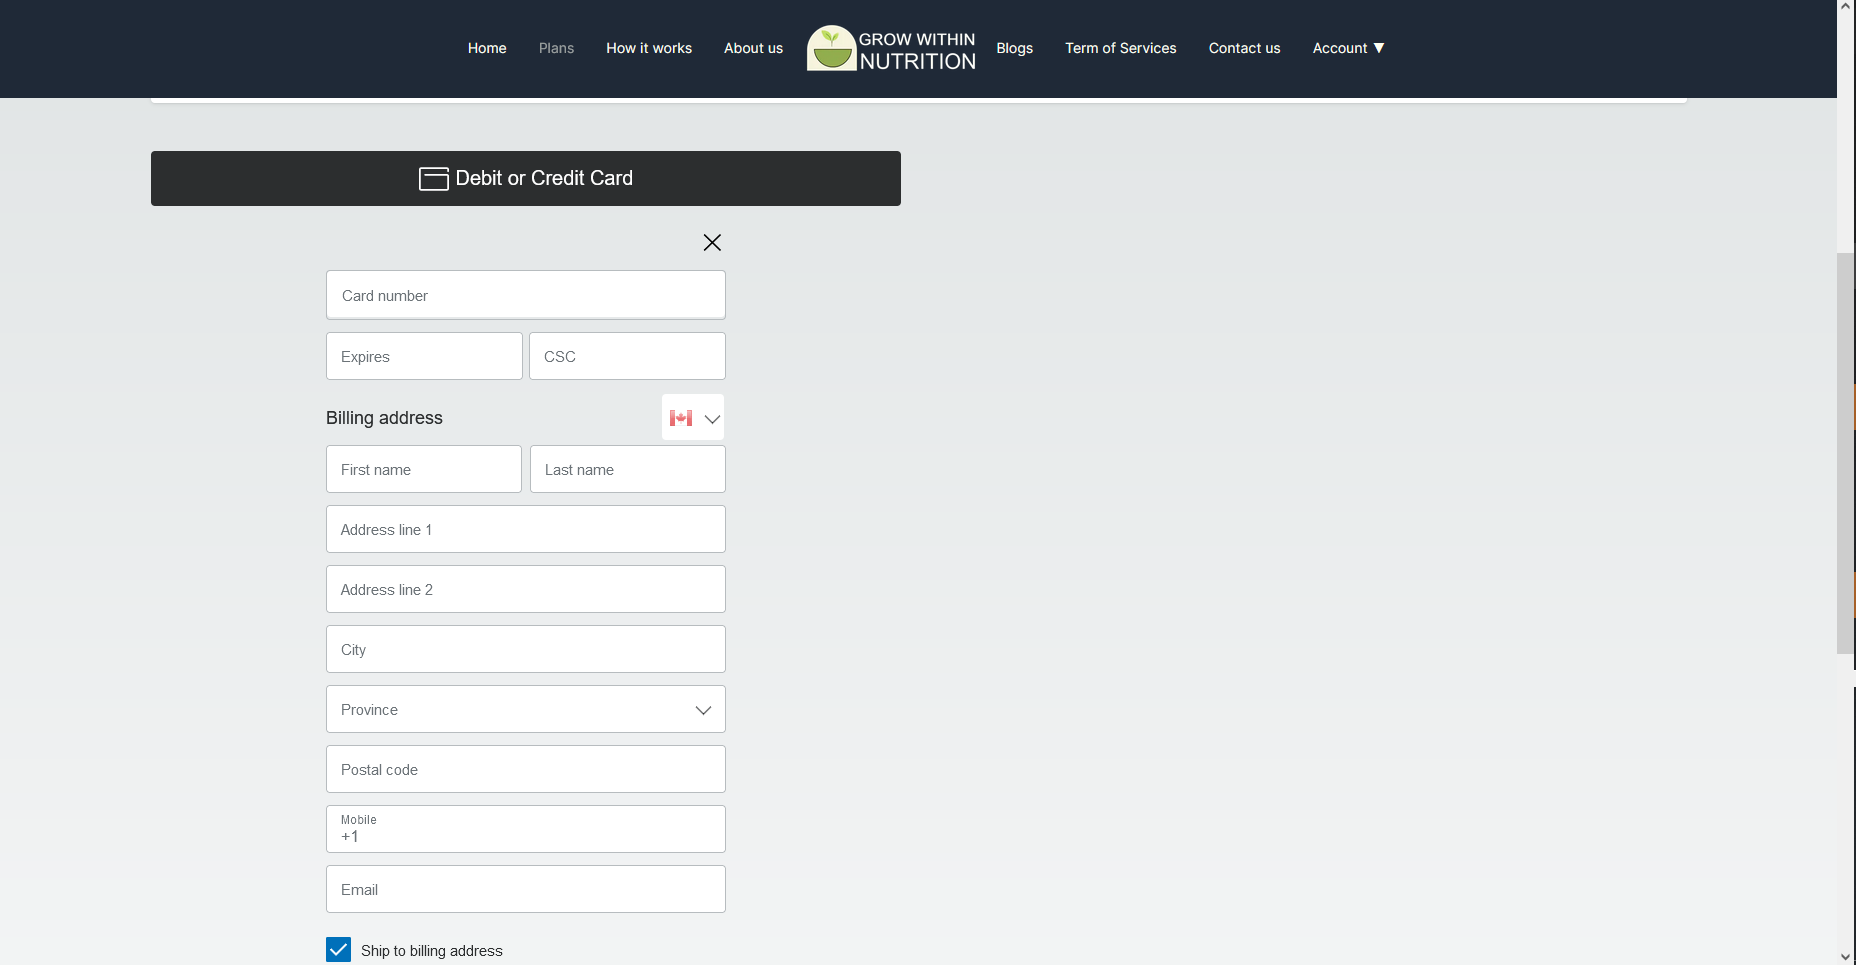 Home Plans How it works About us GROW WITHIN NUTRITION Blogs Term of Services Contact us Account ▼
Debit or Credit Card
Card number
Expires CSC
Billing address
First name Last name
Address line 1
Address line 2
City
Province
Postal code
Mobile
+1
Email
Ship to billing address